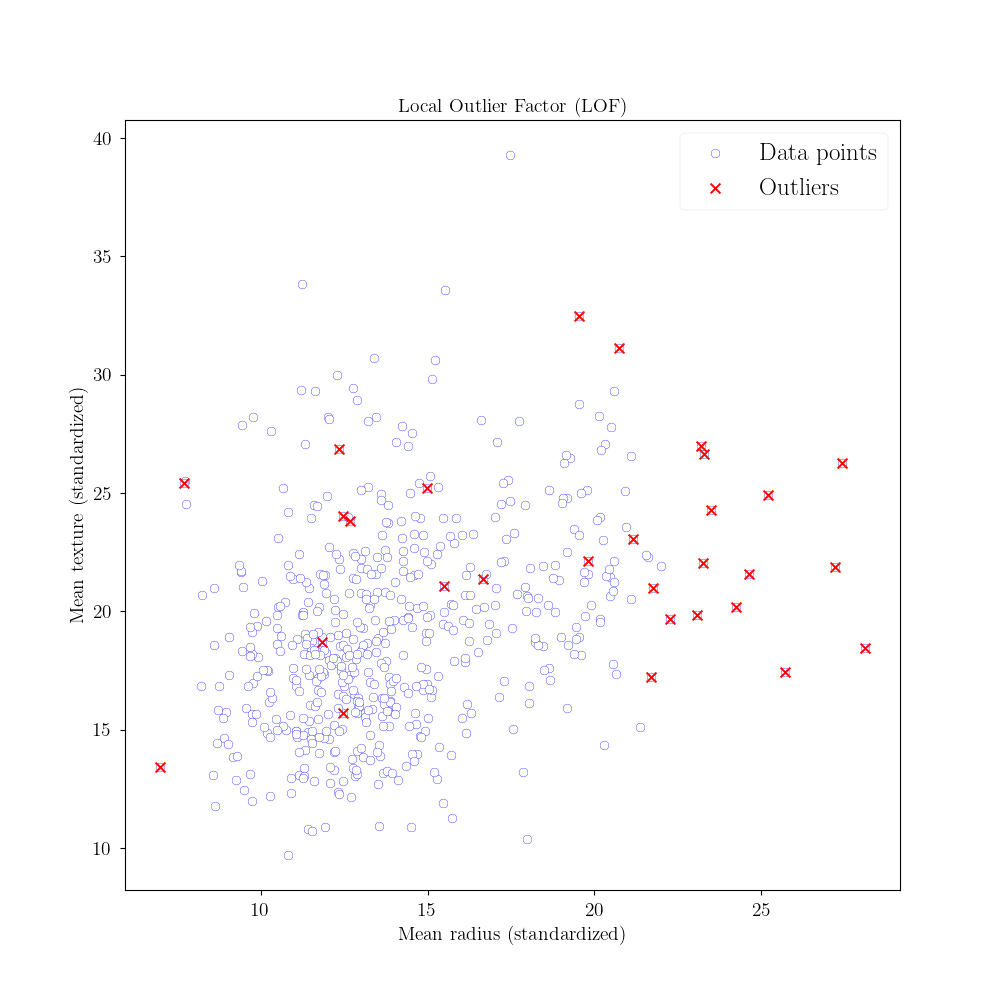 Local Outlier Factor (LOF)
Data points
Outliers
40
35
30
25
20
15
10
Mean texture (standardized)
10 15 20 25
Mean radius (standardized)